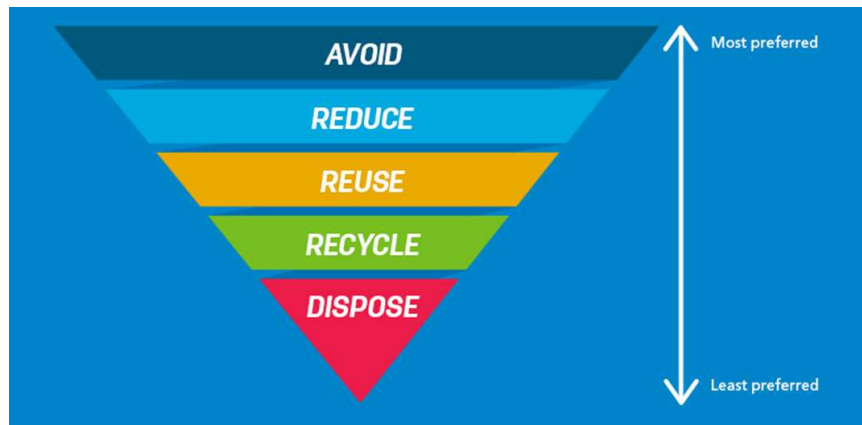 AVOID
Most preferred
REDUCE
REUSE
RECYCLE
DISPOSE
Least preferred